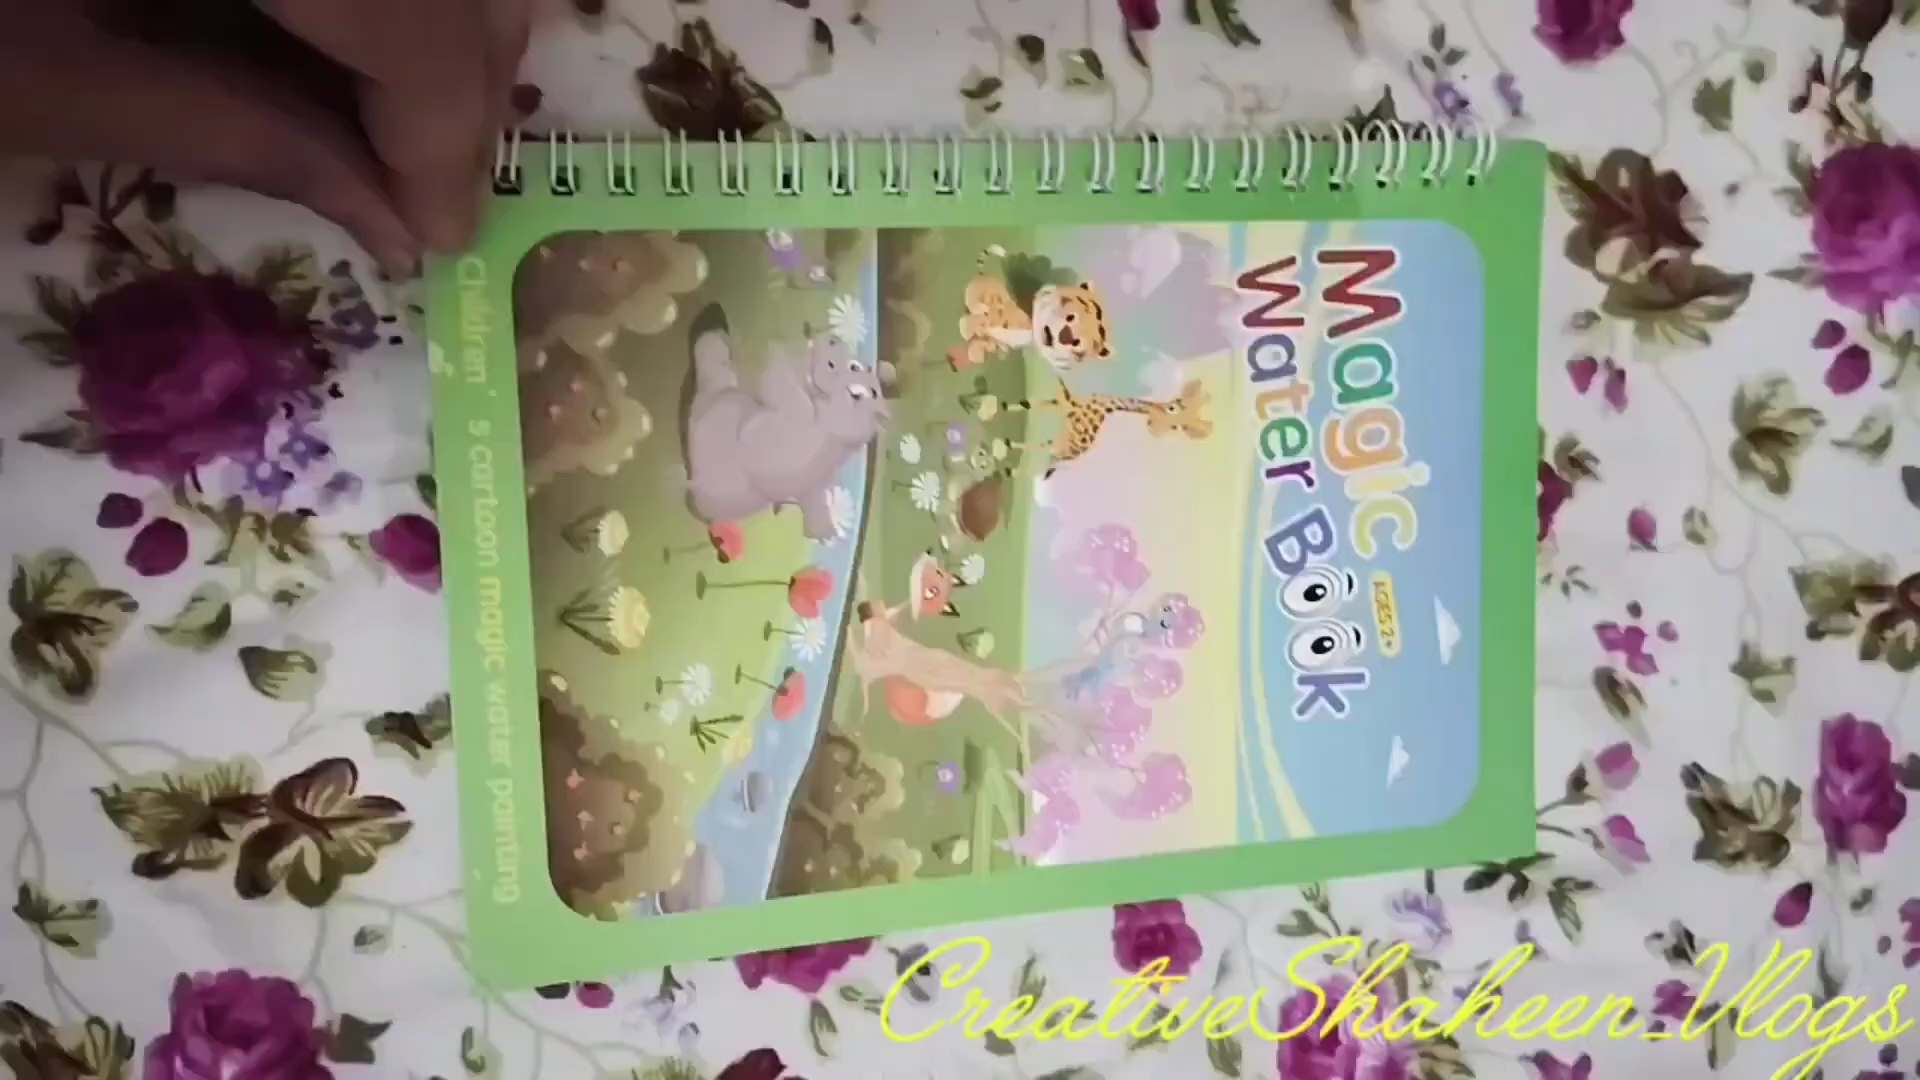 Magic
Water Book
AGES 2+
Children's cartoon magic water painting
CreativeShaheen_Vlogs